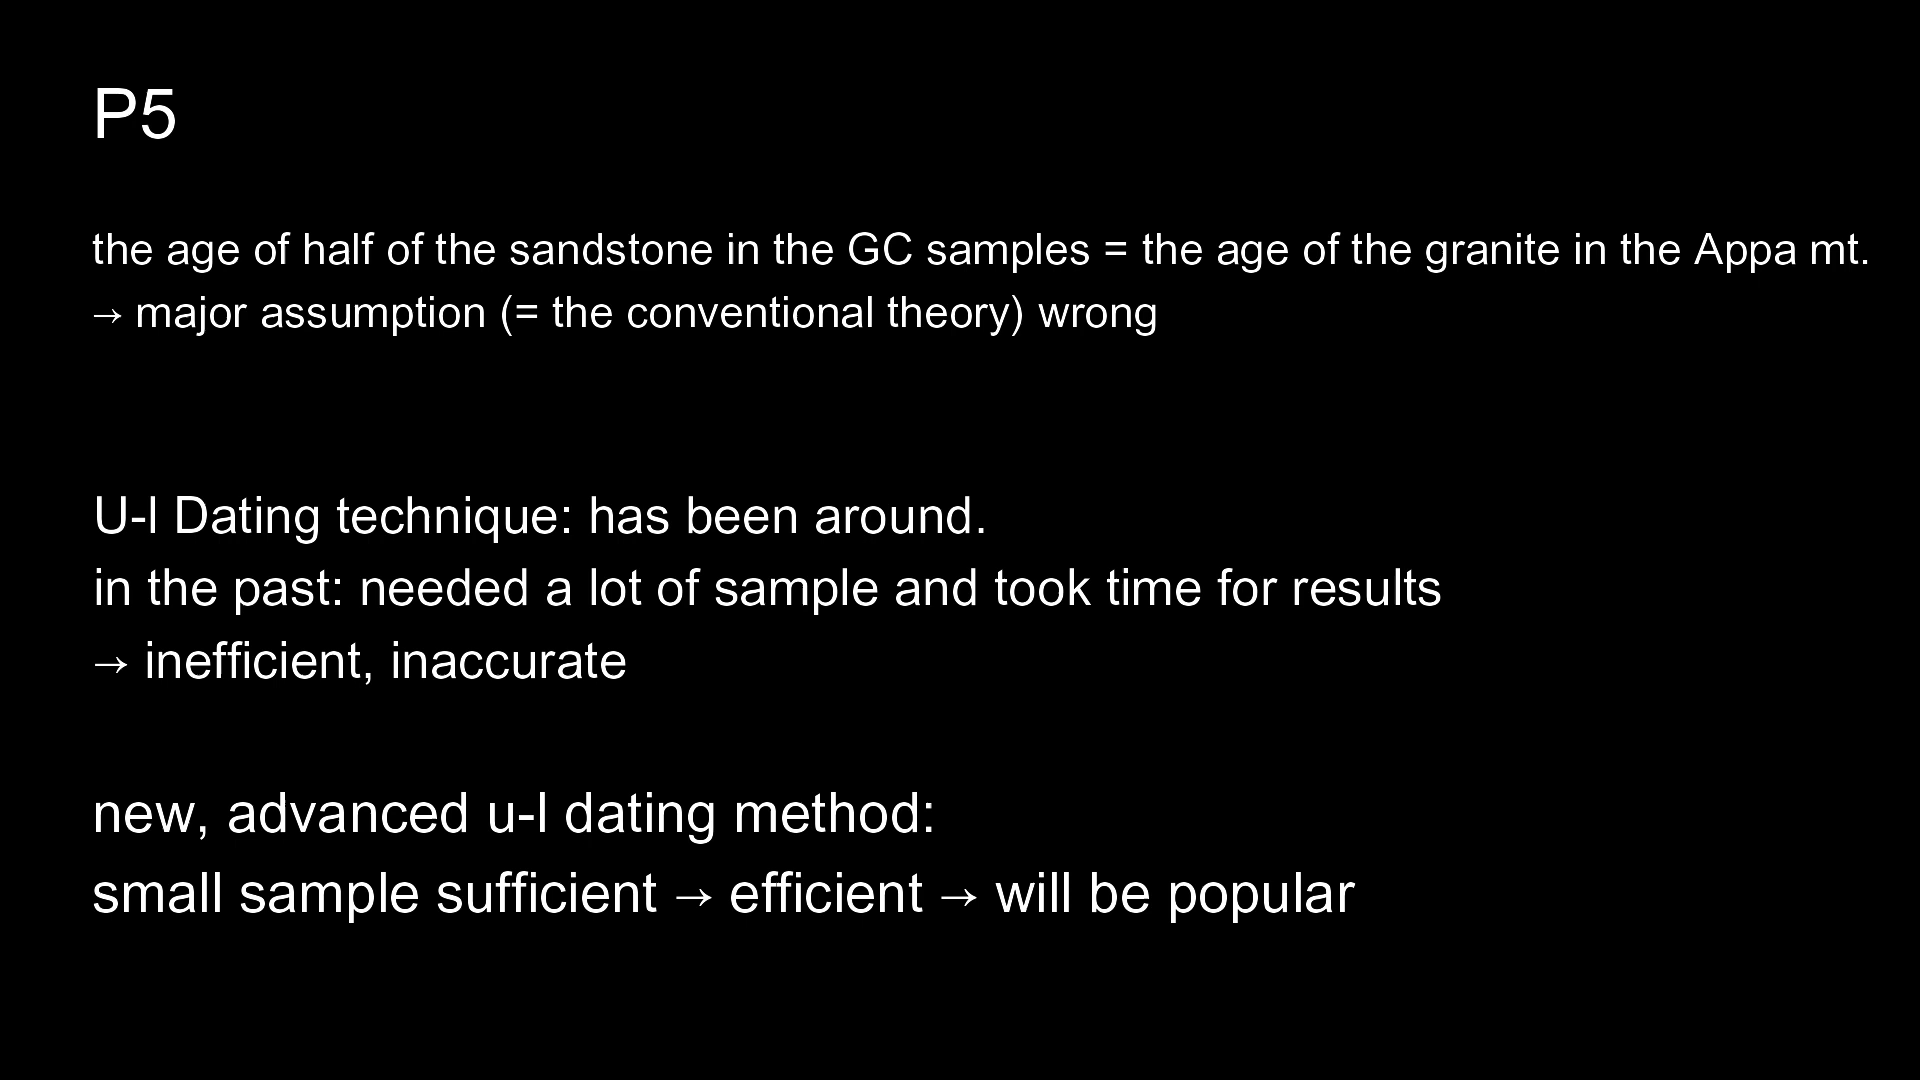 P5
the age of half of the sandstone in the GC samples = the age of the granite in the Appa mt.
→ major assumption (= the conventional theory) wrong
U-l Dating technique: has been around.
in the past: needed a lot of sample and took time for results
→ inefficient, inaccurate
new, advanced u-l dating method:
small sample sufficient → efficient → will be popular